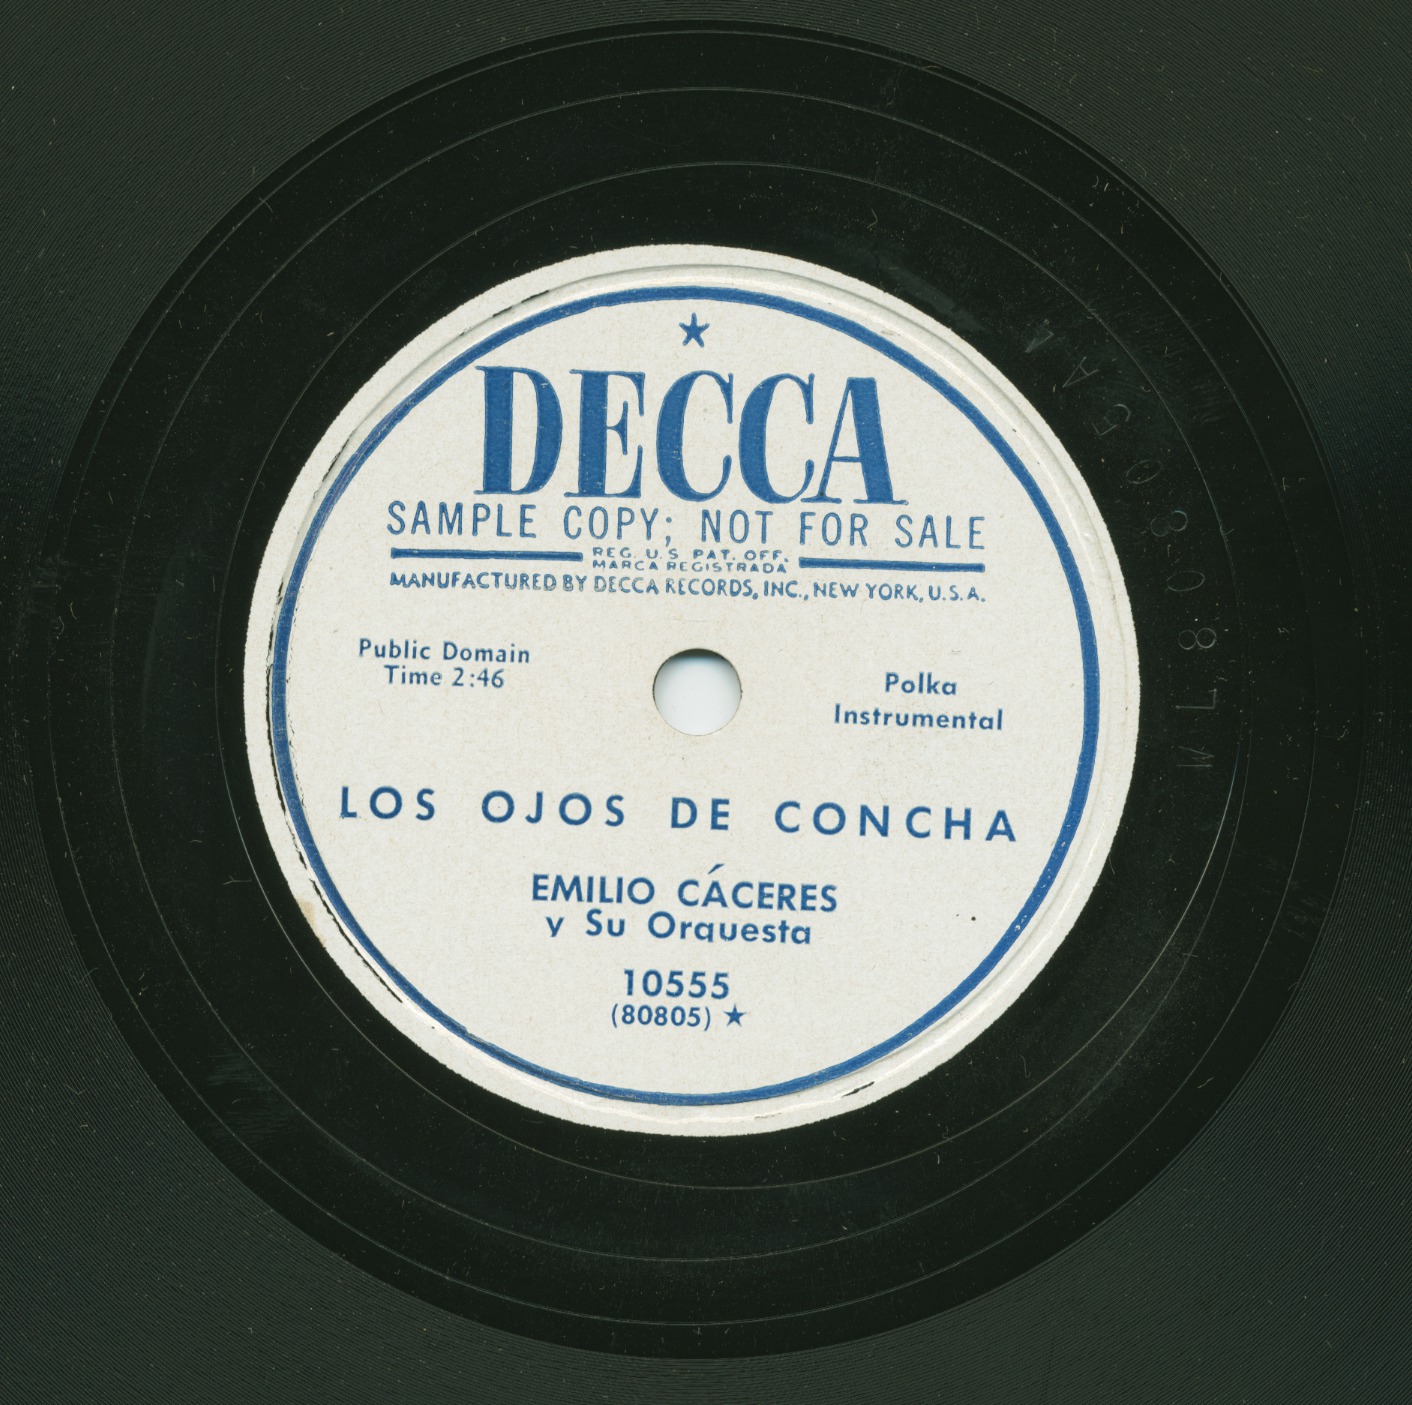 DECCA
SAMPLE COPY; NOT FOR SALE
REG. U.S. PAT. OFF.
MARCA REGISTRADA
MANUFACTURED BY DECCA RECORDS, INC., NEW YORK, U.S.A.
Public Domain
Time 2:46
Polka
Instrumental
LOS OJOS DE CONCHA
EMILIO CÁCERES
y Su Orquesta
10555
(80805) ★